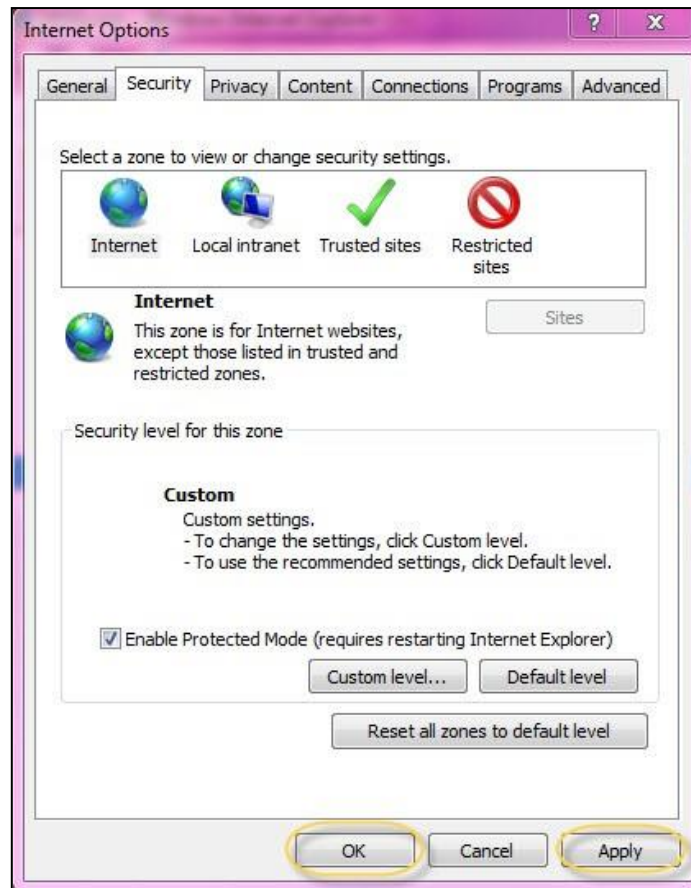 Internet Options
General Security Privacy Content Connections Programs Advanced
Select a zone to view or change security settings.
Internet Local intranet Trusted sites Restricted
sites
Internet
This zone is for Internet websites,
except those listed in trusted and
restricted zones.
Sites
Security level for this zone
Custom
Custom settings.
- To change the settings, click Custom level.
- To use the recommended settings, click Default level.
Enable Protected Mode (requires restarting Internet Explorer)
Custom level... Default level
Reset all zones to default level
OK Cancel Apply